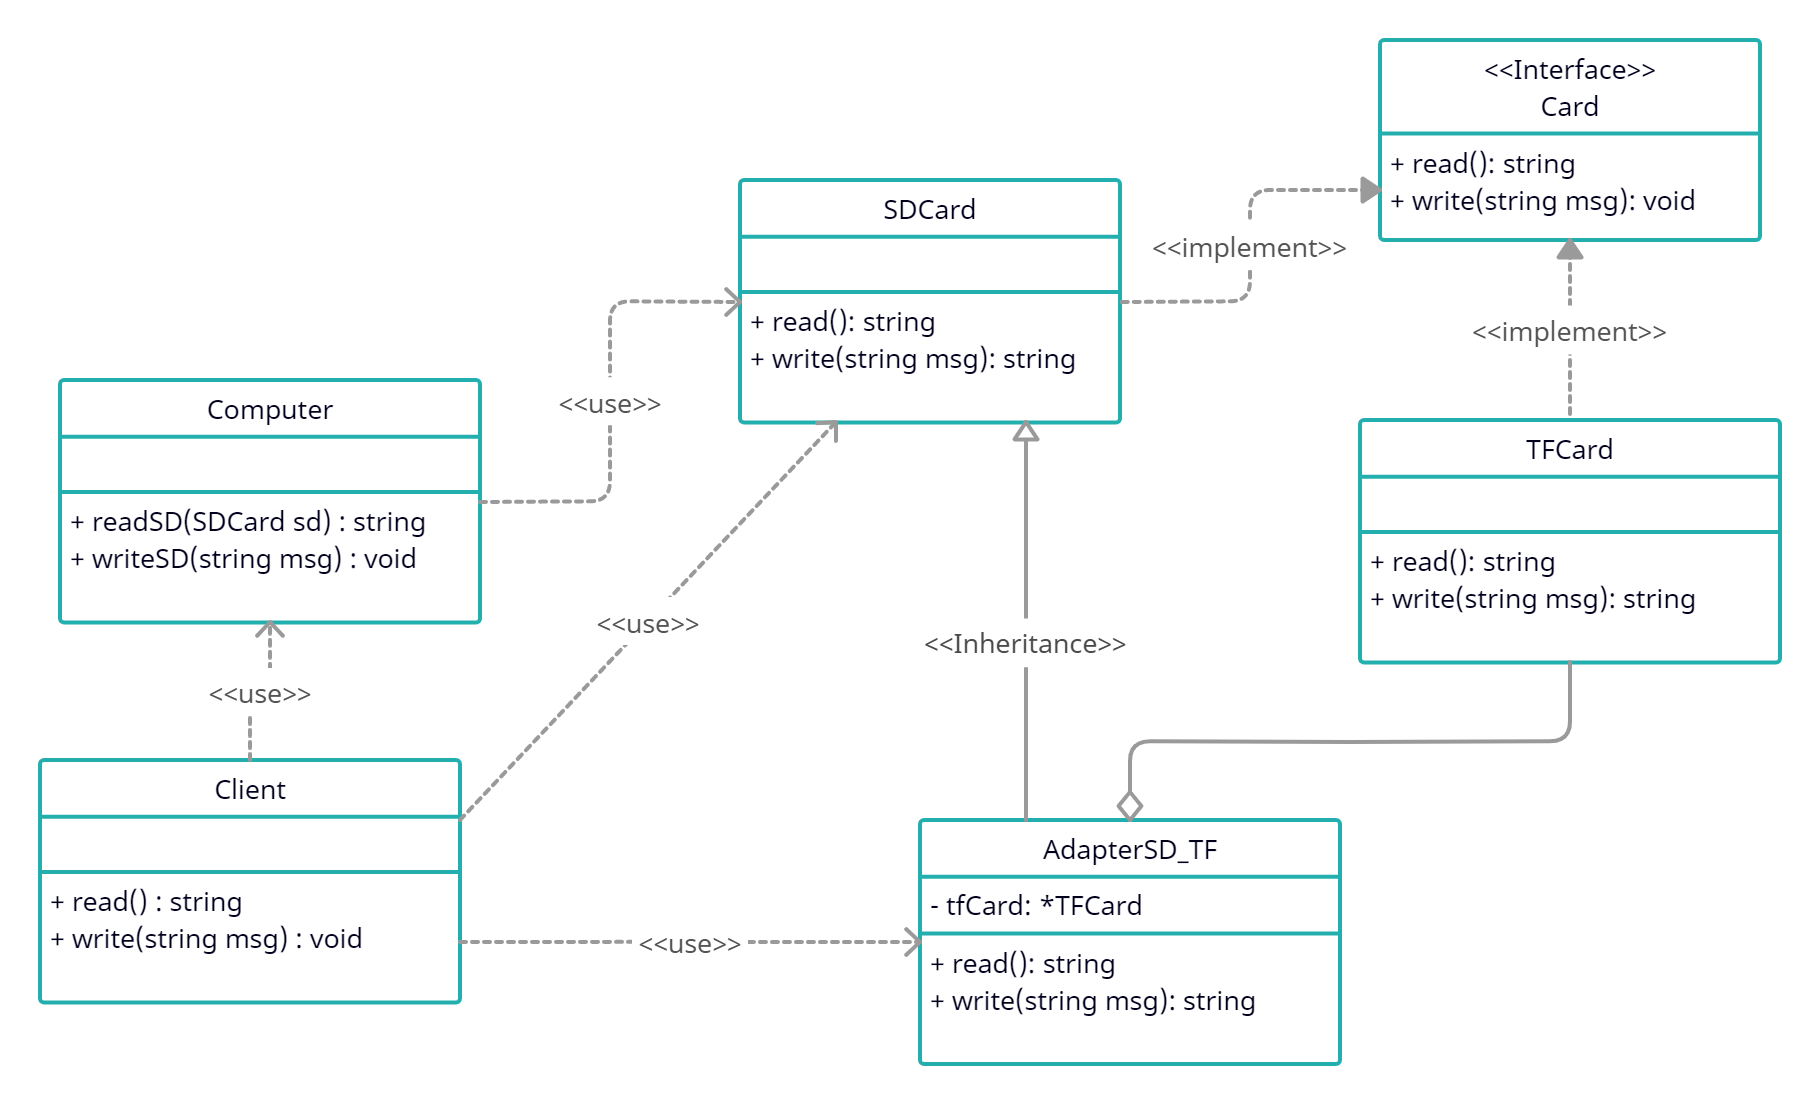 <<Interface>>
Card
+ read(): string
+ write(string msg): void
SDCard
+ read(): string
+ write(string msg): string
<<implement>>
<<implement>>
<<use>>
Computer
+ readSD(SDCard sd) : string
+ writeSD(string msg) : void
TFCard
+ read(): string
+ write(string msg): string
<<use>>
<<Inheritance>>
<<use>>
Client
+ read() : string
+ write(string msg) : void
<<use>>
AdapterSD_TF
- tfCard: *TFCard
+ read(): string
+ write(string msg): string